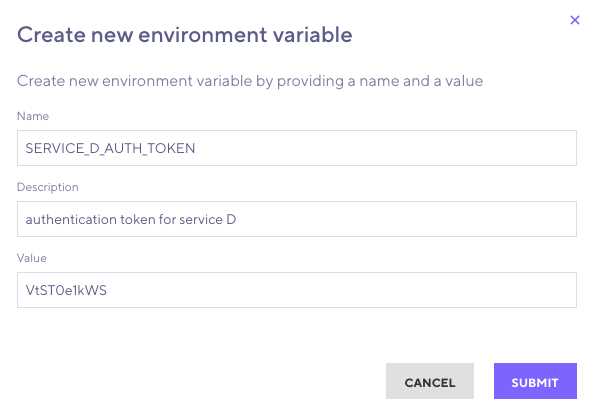 Create new environment variable
Create new environment variable by providing a name and a value
Name
SERVICE_D_AUTH_TOKEN
Description
authentication token for service D
Value
VtST0e1kWS
CANCEL SUBMIT